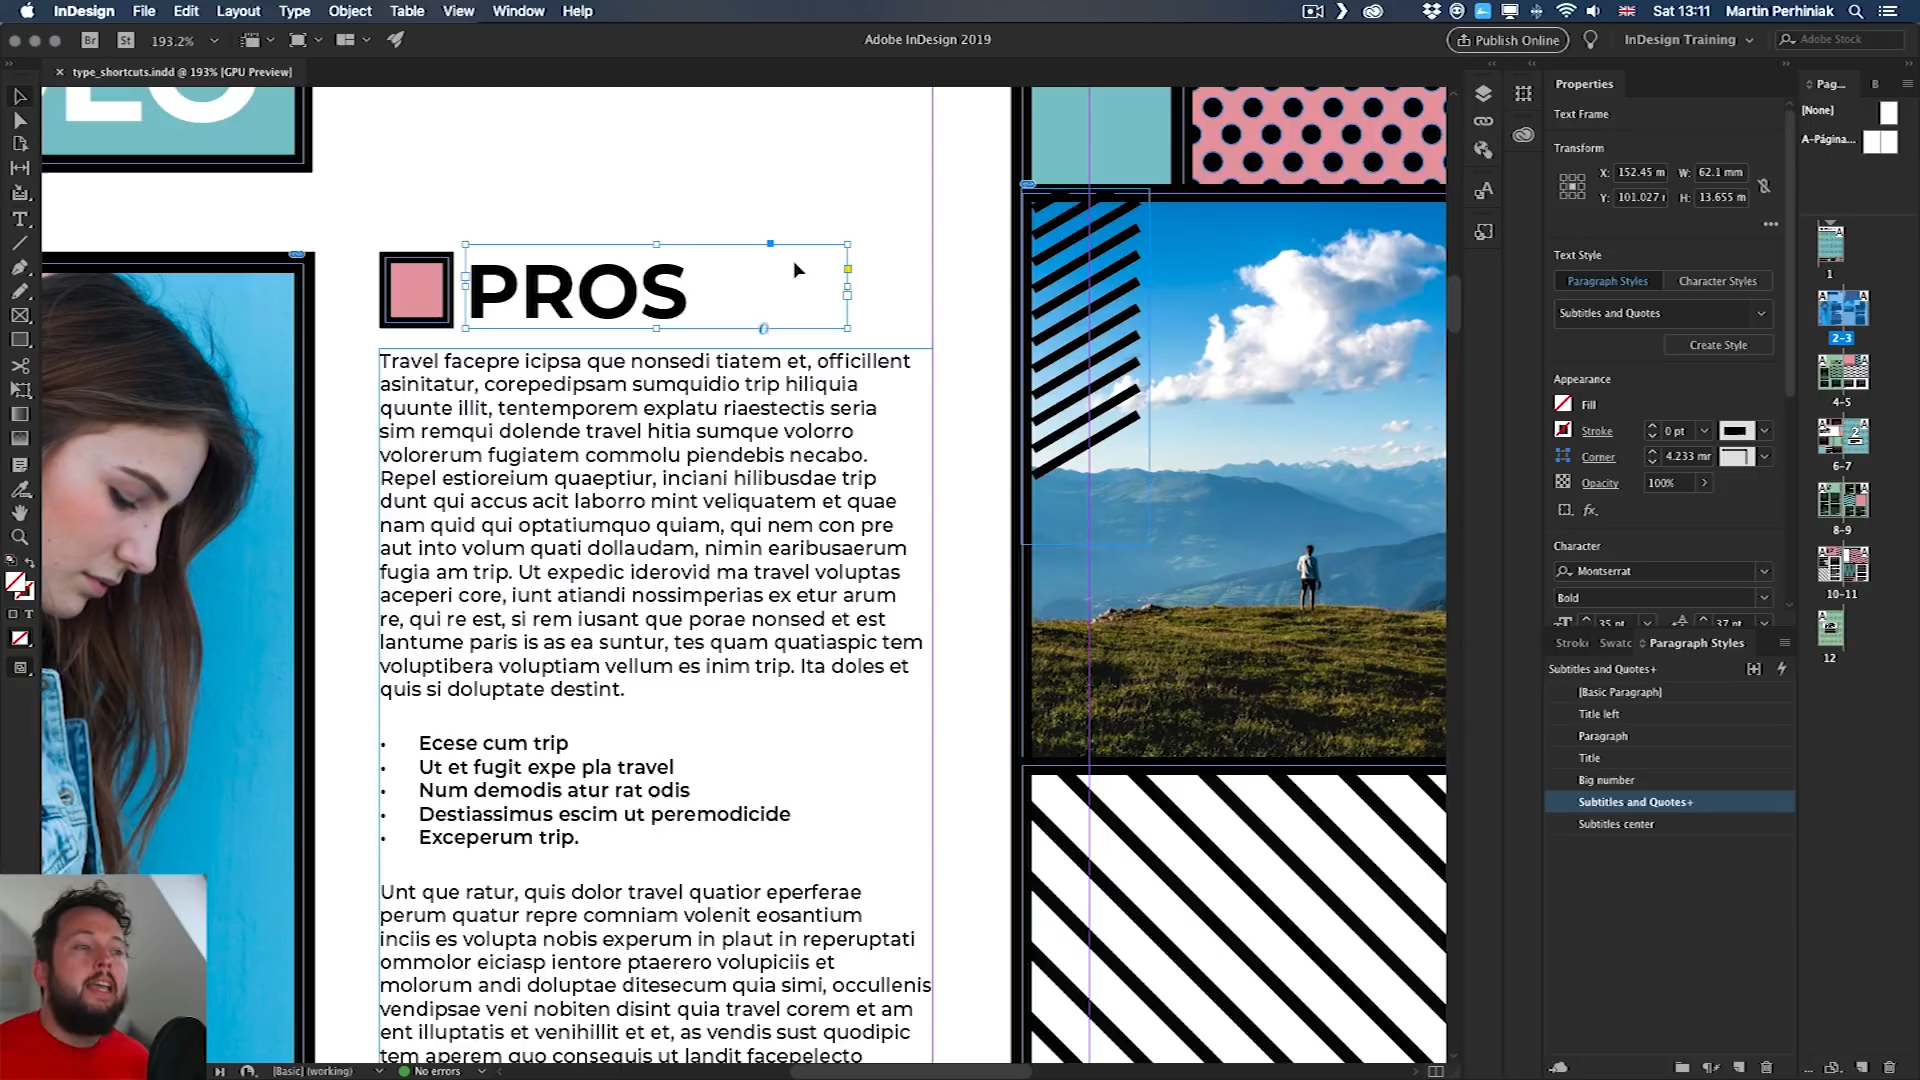 InDesign File Edit Layout Type Object Table View Window Help
Sat 13:11 Martin Perhiniak
Br St 193.2%
Adobe InDesign 2019
Publish Online
InDesign Training
Adobe Stock
× type_shortcuts.indd @ 193% [GPU Preview]
PROS
Travel facepre icipsa que nonsedi tiatem et, officillent
asinitatur, corepedipsam sumquidio trip hiliquia
quunte illit, tentemporem explatu riaestectis seria
sim remqui dolende travel hitia sumque volorro
volorerum fugiatem commolu piendebis necabo.
Repel estioreium quaeptiur, inciani hilibusdae trip
dunt qui accus acit laborro mint veliquatem et quae
nam quid qui optatiumquo quiam, qui nem con pre
aut into volum quati dollaudam, nimin earibusaerum
fugia am trip. Ut expedic iderovid ma travel voluptas
aceperi core, iunt atiandi nossimperias ex etur arum
re, qui re est, si rem iusant que porae nonsed et est
lantume paris is as ea suntur, tes quam quatiaspic tem
voluptibera voluptiam vellum es inim trip. Ita doles et
quis si doluptate destint.
• Ecese cum trip
• Ut et fugit expe pla travel
• Num demodis atur rat odis
• Destiassimus escim ut peremodicide
• Exceperum trip.
Unt que ratur, quis dolor travel quatior eperferae
perum quatur repre comniam volenit eosantium
inciis es volupta nobis experum in plaut in reperuptati
ommolor eiciasp ientore ptaerero volupiciis et
molorum andi doluptae ditesecum quia simi, occullenis
vendipsae veni nobiten disint quia travel corem et am
ent illuptatis et venihillit et et, as vendis sust quodipic
tem aperem quo consequis ut landit facepelecto
[Basic] (working)
No errors
Properties
Text Frame
Transform
X: 152.45 m W: 62.1 mm
Y: 101.027 H: 13.655 m
Text Style
Paragraph Styles Character Styles
Subtitles and Quotes
Create Style
Appearance
Fill
Stroke 0 pt
Corner 4.233 mr
Opacity 100%
fx.
Character
Montserrat
Bold
35 pt 37 pt
Stroke Swatc Paragraph Styles
Subtitles and Quotes+
[Basic Paragraph]
Title left
Paragraph
Title
Big number
Subtitles and Quotes+
Subtitles center
Pag... B
[None]
A-Página...
1
2-3
4-5
6-7
8-9
10-11
12